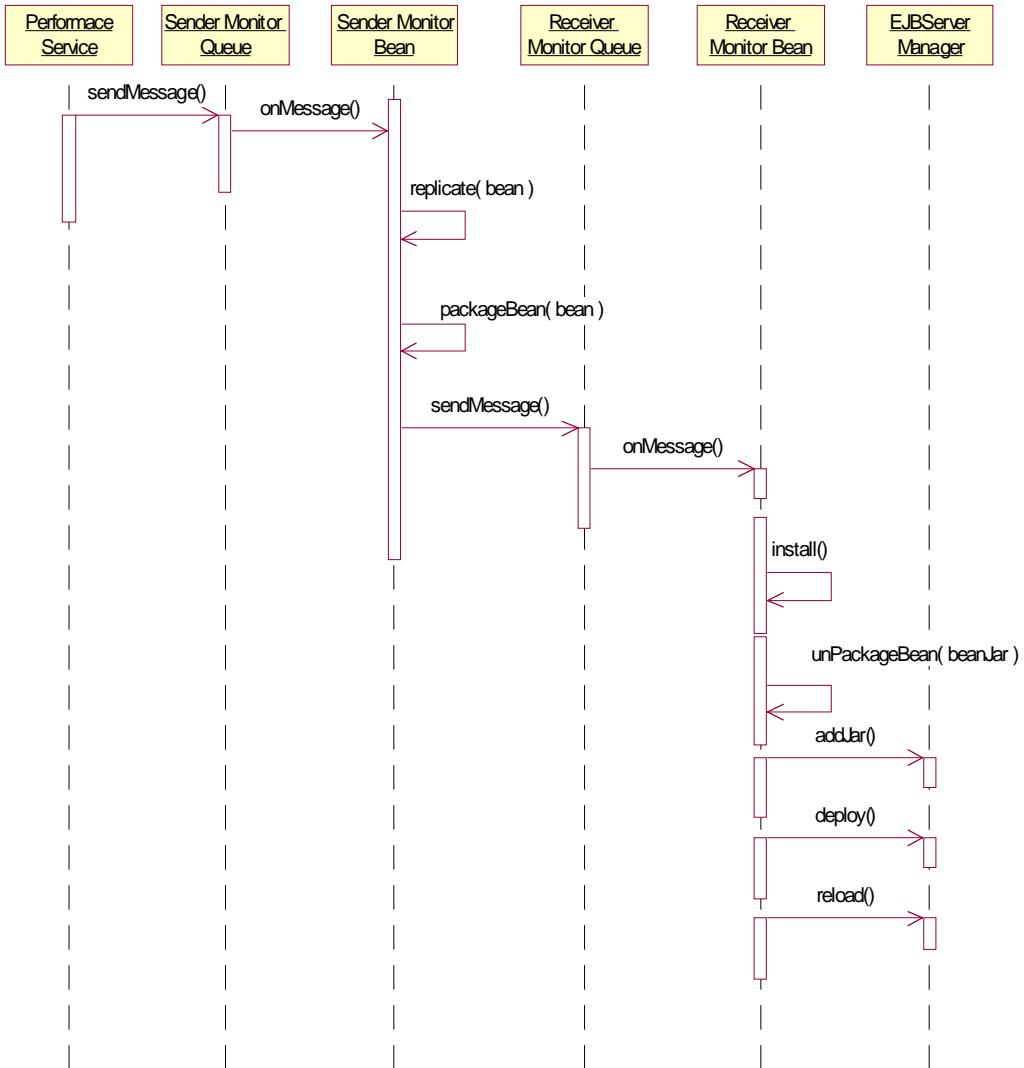 Performace
Service
Sender Monitor
Queue
Sender Monitor
Bean
Receiver
Monitor Queue
Receiver
Monitor Bean
EJBServer
Manager
sendMessage()
onMessage()
replicate( bean )
packageBean( bean )
sendMessage()
onMessage()
install()
unPackageBean( beanJar )
addJar()
deploy()
reload()